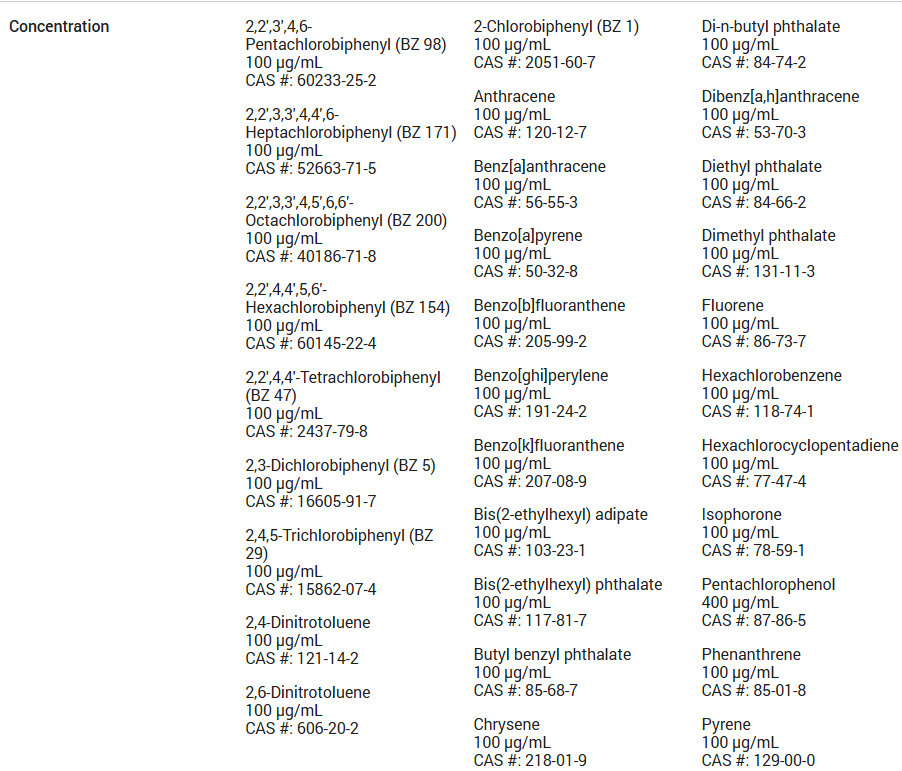 Concentration
2,2',3',4,6-
Pentachlorobiphenyl (BZ 98)
100 µg/mL
CAS #: 60233-25-2
2,2',3,3',4,4',6-
Heptachlorobiphenyl (BZ 171)
100 µg/mL
CAS #: 52663-71-5
2,2',3,3',4,5',6,6'-
Octachlorobiphenyl (BZ 200)
100 µg/mL
CAS #: 40186-71-8
2,2',4,4',5,6'-
Hexachlorobiphenyl (BZ 154)
100 µg/mL
CAS #: 60145-22-4
2,2',4,4'-Tetrachlorobiphenyl
(BZ 47)
100 µg/mL
CAS #: 2437-79-8
2,3-Dichlorobiphenyl (BZ 5)
100 µg/mL
CAS #: 16605-91-7
2,4,5-Trichlorobiphenyl (BZ
29)
100 µg/mL
CAS #: 15862-07-4
2,4-Dinitrotoluene
100 µg/mL
CAS #: 121-14-2
2,6-Dinitrotoluene
100 µg/mL
CAS #: 606-20-2
2-Chlorobiphenyl (BZ 1)
100 µg/mL
CAS #: 2051-60-7
Anthracene
100 µg/mL
CAS #: 120-12-7
Benz[a]anthracene
100 µg/mL
CAS #: 56-55-3
Benzo[a]pyrene
100 µg/mL
CAS #: 50-32-8
Benzo[b]fluoranthene
100 µg/mL
CAS #: 205-99-2
Benzo[ghi]perylene
100 µg/mL
CAS #: 191-24-2
Benzo[k]fluoranthene
100 µg/mL
CAS #: 207-08-9
Bis(2-ethylhexyl) adipate
100 µg/mL
CAS #: 103-23-1
Bis(2-ethylhexyl) phthalate
100 µg/mL
CAS #: 117-81-7
Butyl benzyl phthalate
100 µg/mL
CAS #: 85-68-7
Chrysene
100 µg/mL
CAS #: 218-01-9
Di-n-butyl phthalate
100 µg/mL
CAS #: 84-74-2
Dibenz[a,h]anthracene
100 µg/mL
CAS #: 53-70-3
Diethyl phthalate
100 µg/mL
CAS #: 84-66-2
Dimethyl phthalate
100 µg/mL
CAS #: 131-11-3
Fluorene
100 µg/mL
CAS #: 86-73-7
Hexachlorobenzene
100 µg/mL
CAS #: 118-74-1
Hexachlorocyclopentadiene
100 µg/mL
CAS #: 77-47-4
Isophorone
100 µg/mL
CAS #: 78-59-1
Pentachlorophenol
400 µg/mL
CAS #: 87-86-5
Phenanthrene
100 µg/mL
CAS #: 85-01-8
Pyrene
100 µg/mL
CAS #: 129-00-0